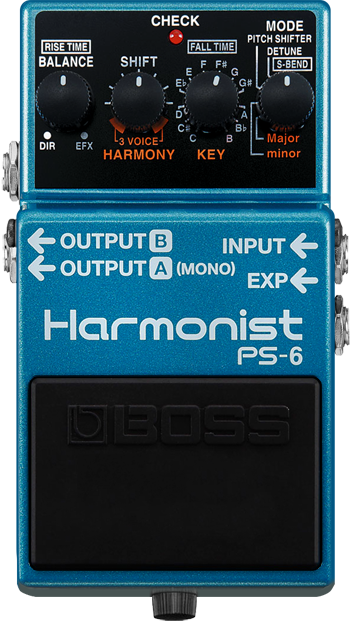 CHECK
MODE
RISE TIME
FALL TIME
PITCH SHIFTER
BALANCE
SHIFT
DETUNE
S-BEND
E F F# G
E♭ G#
D A
C# B♭
C B
DIR EFX
3 VOICE
HARMONY
KEY
Major
minor
OUTPUT B
INPUT
OUTPUT A (MONO)
EXP
Harmonist
PS-6
BOSS